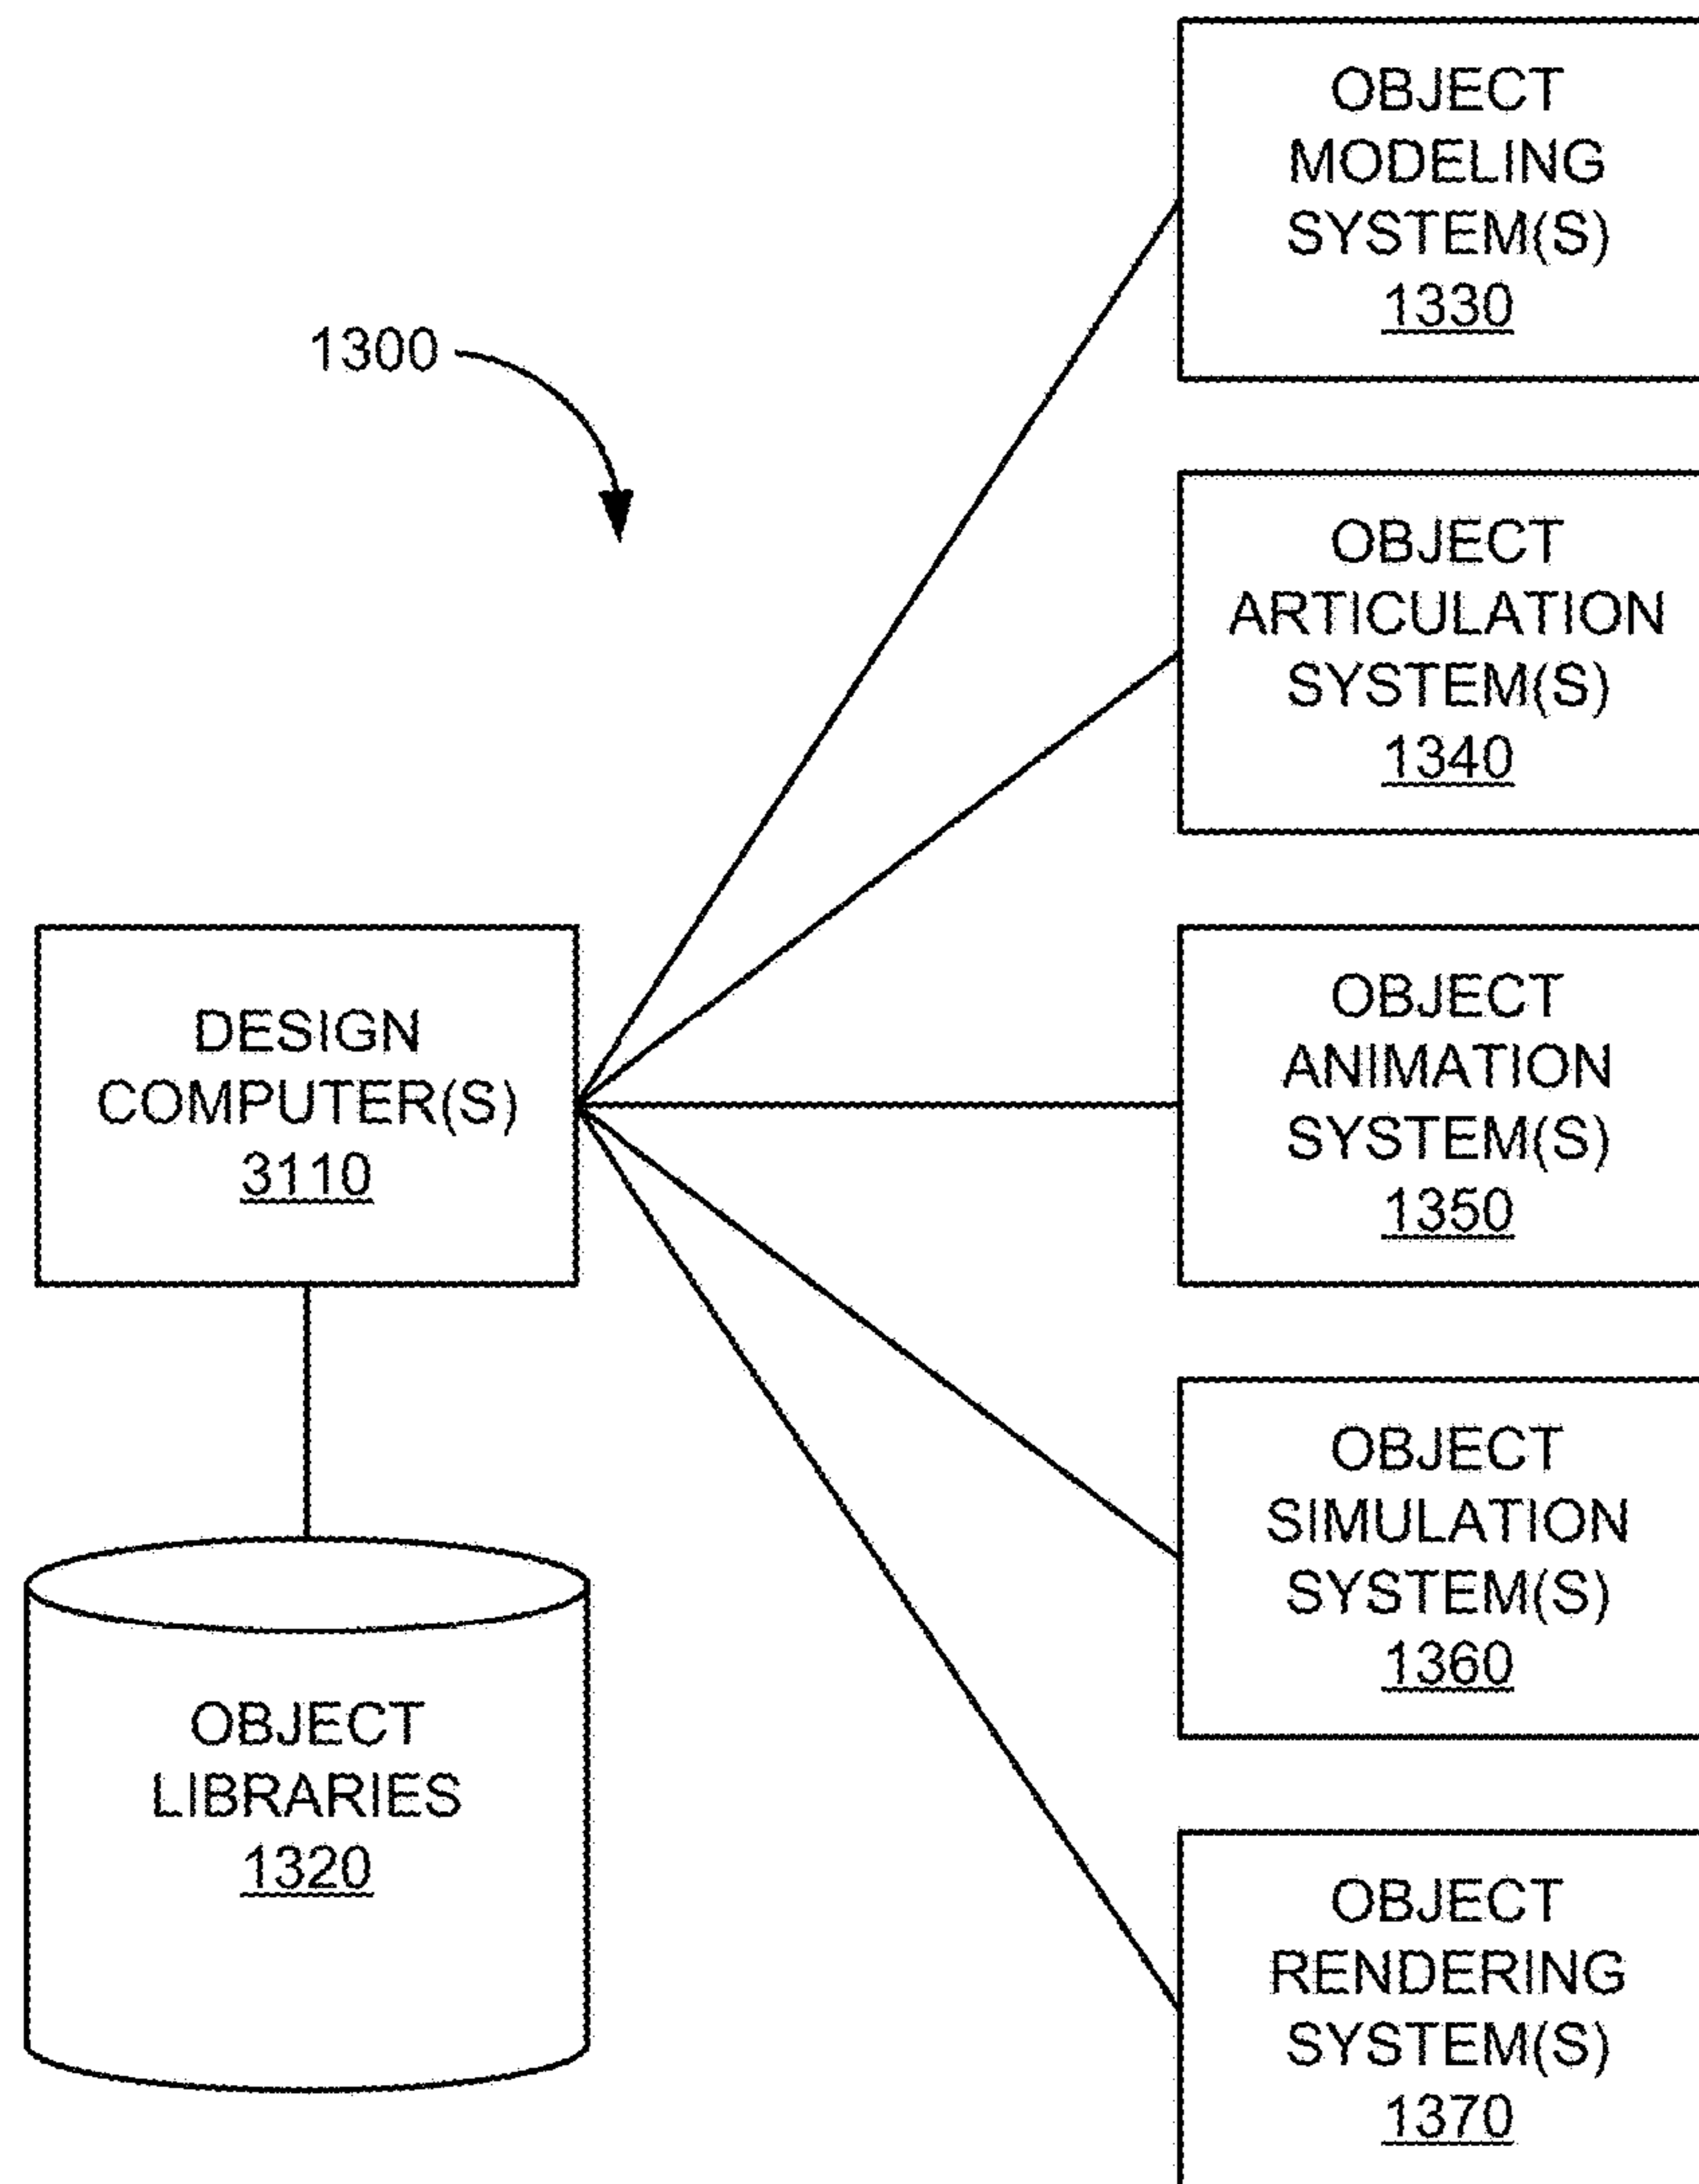 1300
OBJECT
MODELING
SYSTEM(S)
1330
OBJECT
ARTICULATION
SYSTEM(S)
1340
DESIGN
COMPUTER(S)
3110
OBJECT
ANIMATION
SYSTEM(S)
1350
OBJECT
SIMULATION
SYSTEM(S)
1360
OBJECT
LIBRARIES
1320
OBJECT
RENDERING
SYSTEM(S)
1370